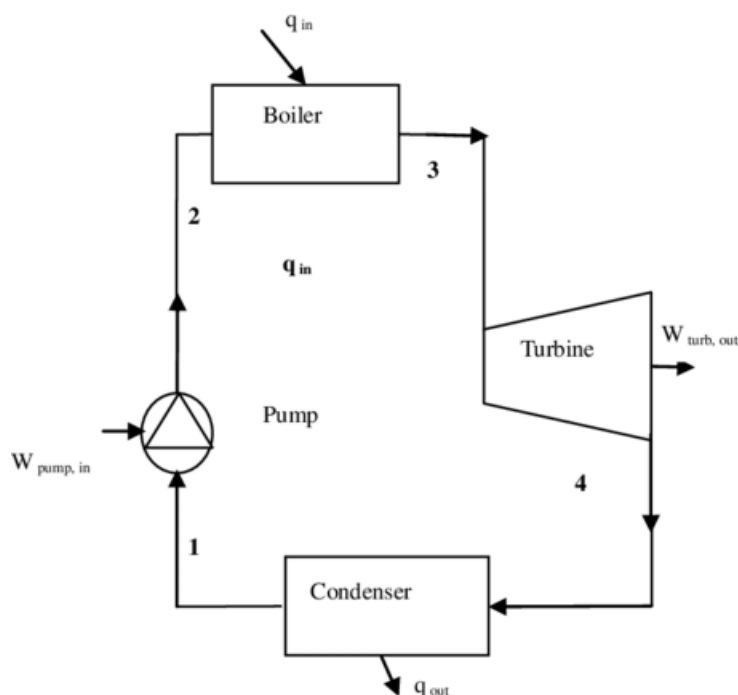 q in
Boiler
3
2
q in
Turbine
W turb, out
Pump
W pump, in
4
1
Condenser
q out